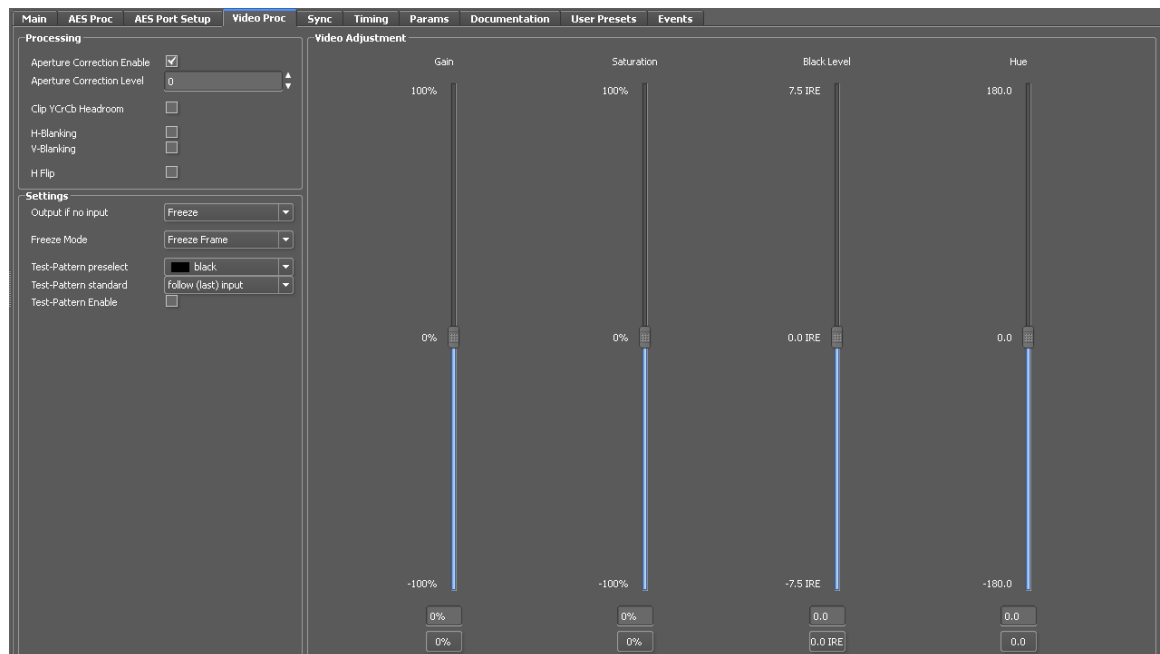 Main AES Proc AES Port Setup Video Proc Sync Timing Params Documentation User Presets Events
Processing
Aperture Correction Enable
Aperture Correction Level 0
Clip YCrCb Headroom
H-Blanking
V-Blanking
H Flip
Settings
Output if no input Freeze
Freeze Mode Freeze Frame
Test-Pattern preselect black
Test-Pattern standard follow (last) input
Test-Pattern Enable
Video Adjustment
Gain Saturation Black Level Hue
100% 100% 7.5 IRE 180.0
0% 0% 0.0 IRE 0.0
-100% -100% -7.5 IRE -180.0
0% 0% 0.0 0.0
0% 0% 0.0 IRE 0.0